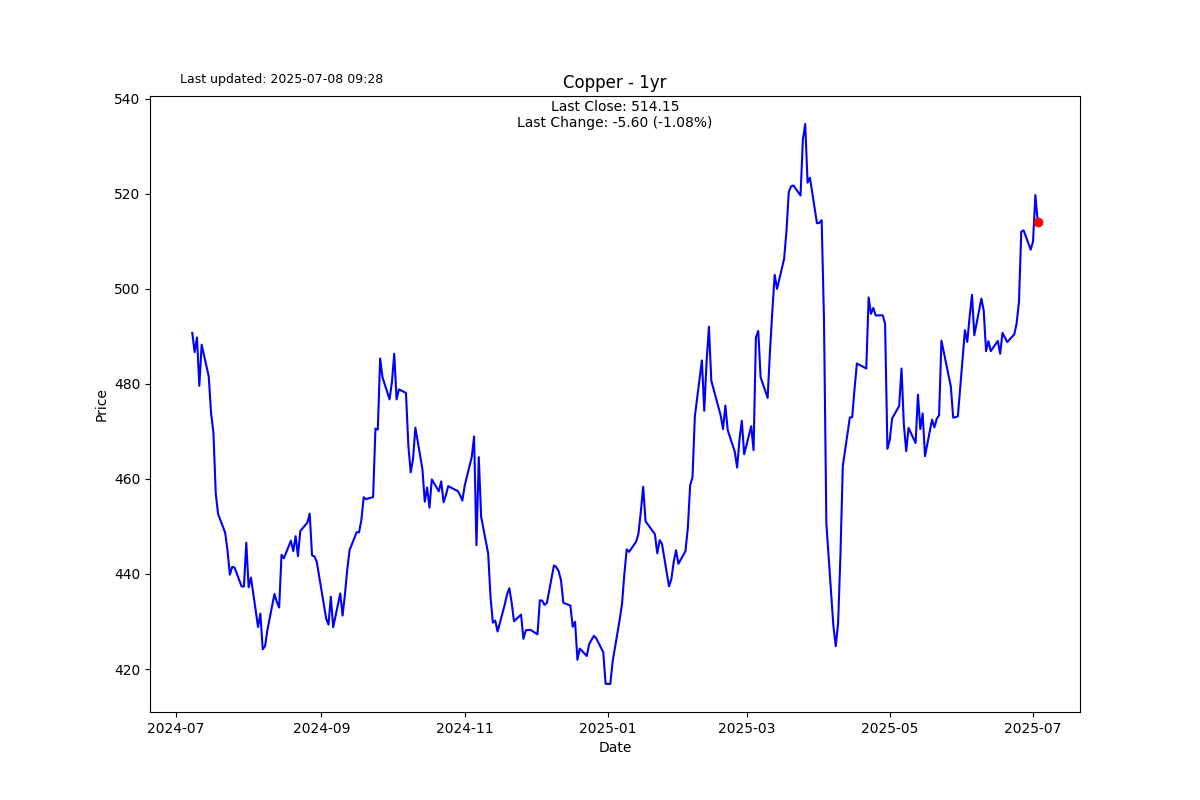 Last updated: 2025-07-08 09:28
Copper - 1yr
Last Close: 514.15
Last Change: -5.60 (-1.08%)
540
520
500
480
460
440
420
Price
2024-07
2024-09
2024-11
2025-01
2025-03
2025-05
2025-07
Date